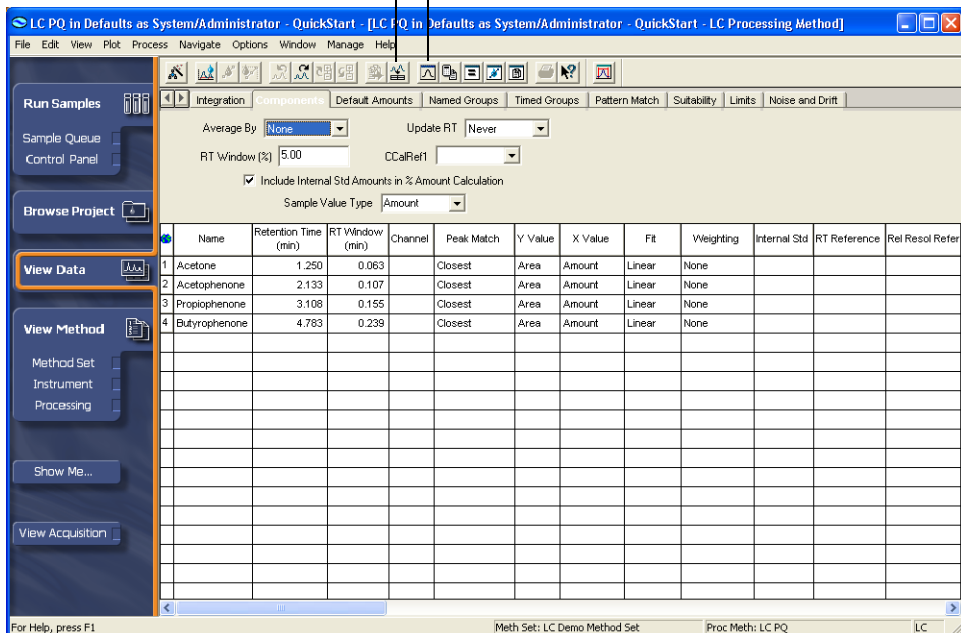 LC PQ in Defaults as System/Administrator - QuickStart - [LC PQ in Defaults as System/Administrator - QuickStart - LC Processing Method]
File Edit View Plot Process Navigate Options Window Manage Help
Run Samples
Sample Queue
Control Panel
Browse Project
View Data
View Method
Method Set
Instrument
Processing
Show Me...
View Acquisition
Integration Components Default Amounts Named Groups Timed Groups Pattern Match Suitability Limits Noise and Drift
Average By None Update RT Never
RT Window (%) 5.00 CCalRef1
Include Internal Std Amounts in % Amount Calculation
Sample Value Type Amount
Name Retention Time (min) RT Window (min) Channel Peak Match Y Value X Value Fit Weighting Internal Std RT Reference Rel Resol Refer
1 Acetone 1.250 0.063 Closest Area Amount Linear None
2 Acetophenone 2.133 0.107 Closest Area Amount Linear None
3 Propiophenone 3.108 0.155 Closest Area Amount Linear None
4 Butyrophenone 4.783 0.239 Closest Area Amount Linear None
For Help, press F1 Meth Set: LC Demo Method Set Proc Meth: LC PQ LC